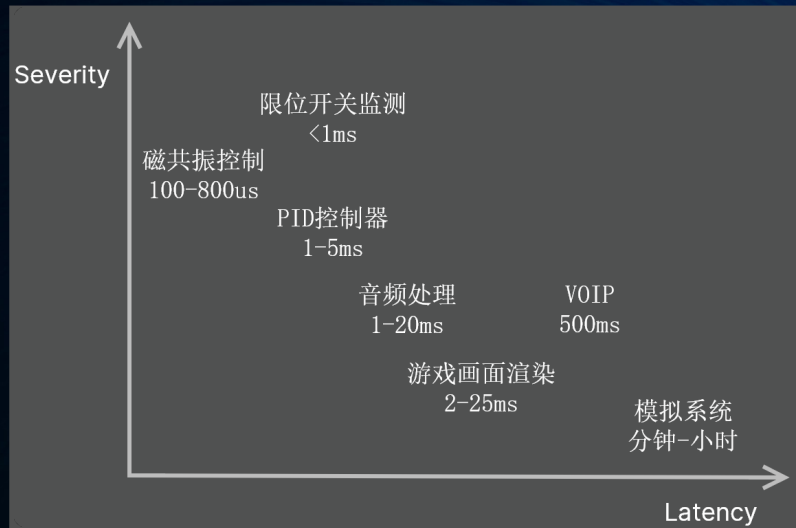 Severity
限位开关监测
<1ms
磁共振控制
100-800us
PID控制器
1-5ms
音频处理
1-20ms
VOIP
500ms
游戏画面渲染
2-25ms
模拟系统
分钟-小时
Latency